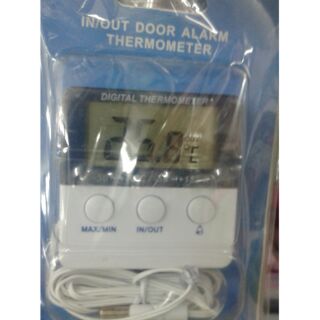 IN/OUT DOOR ALARM
THERMOMETER
DIGITAL THERMOMETER
MAX/MIN
IN/OUT